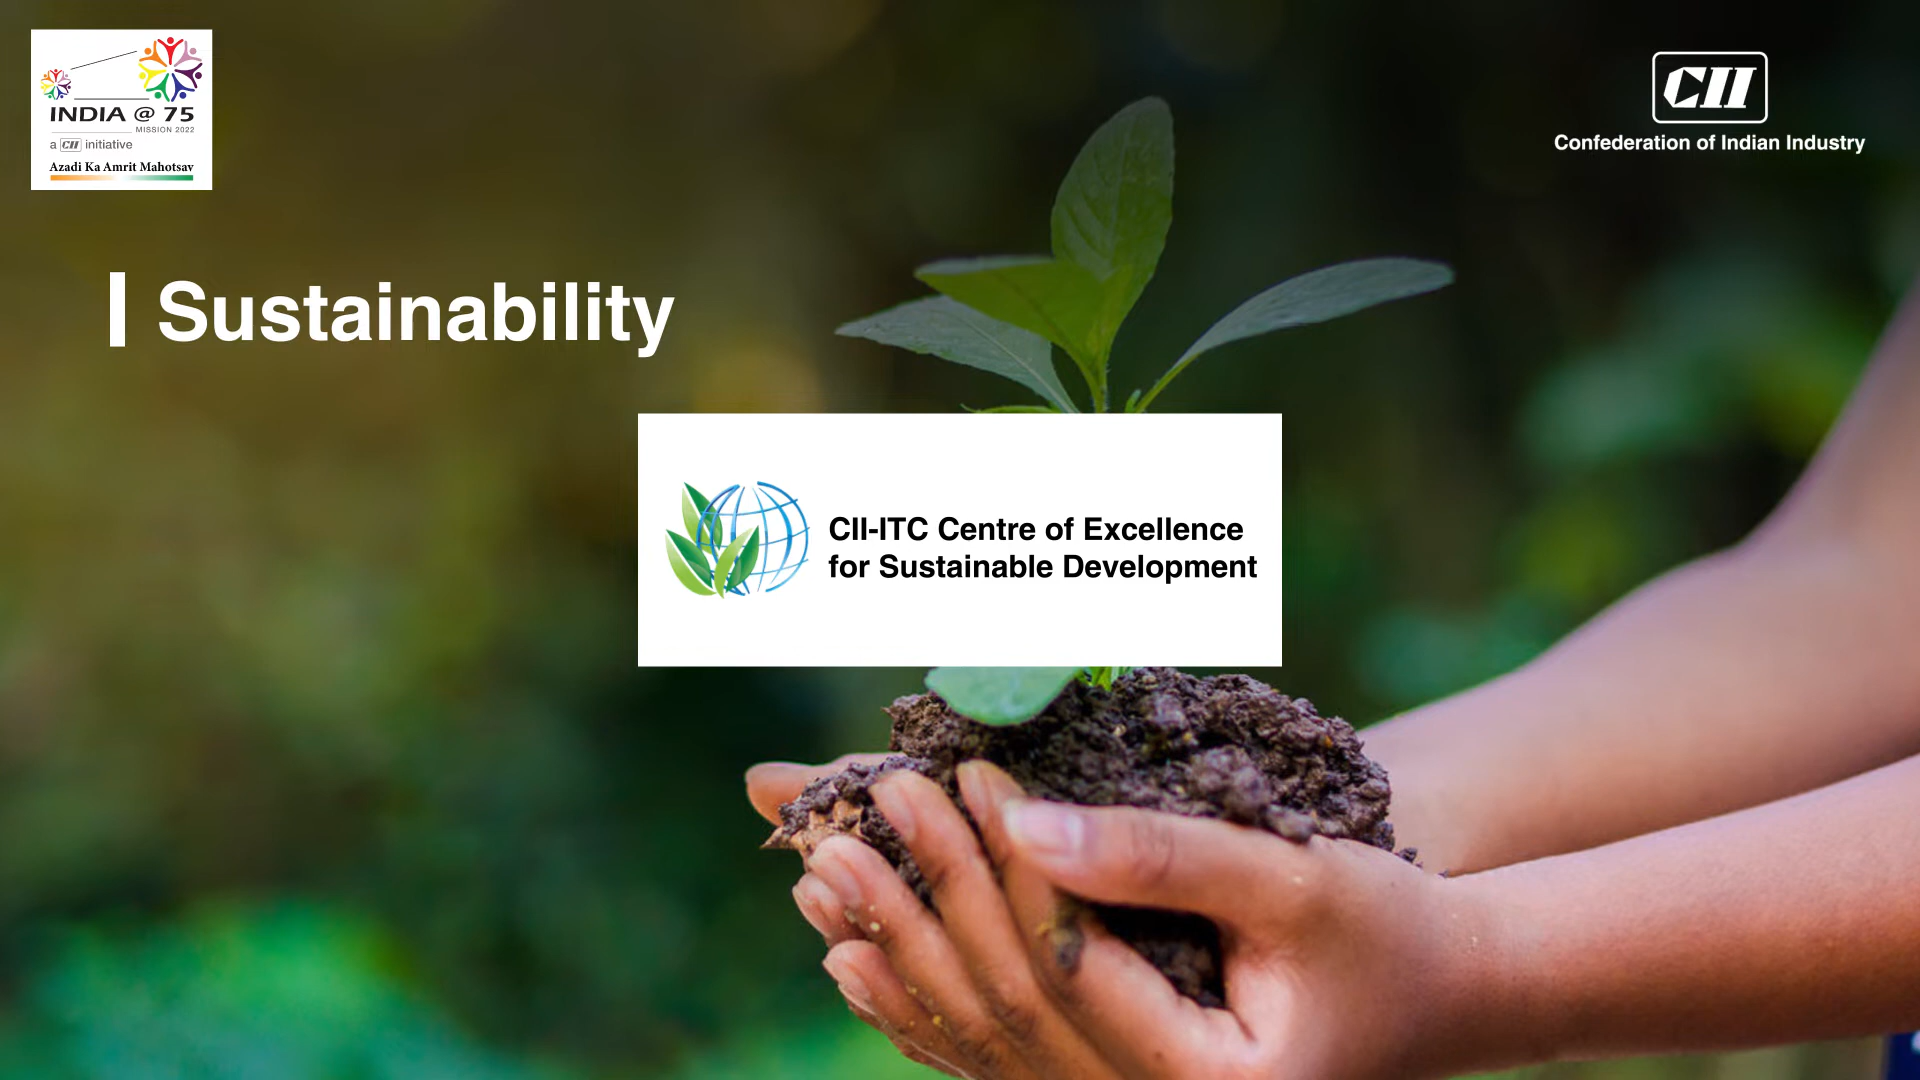 INDIA @ 75
MISSION 2022
a CII initiative
Azadi Ka Amrit Mahotsav
CII
Confederation of Indian Industry
Sustainability
CII-ITC Centre of Excellence
for Sustainable Development